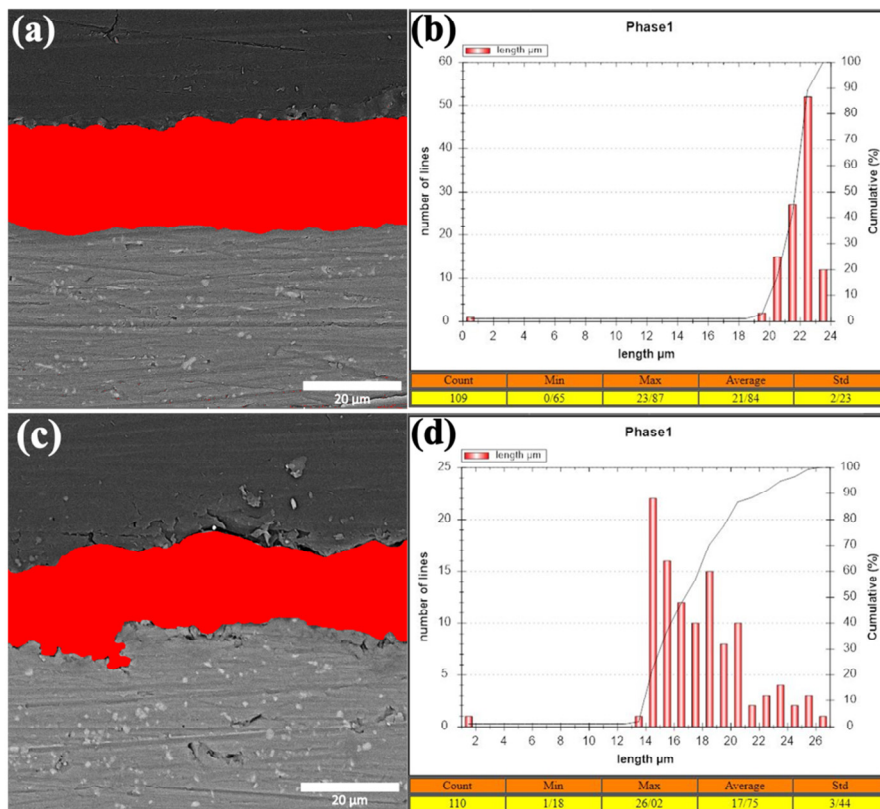 (a)
20 µm
(b)
Phase1
length µm
60
50
40
30
20
10
0
100
90
80
70
60
50
40
30
20
10
0
number of lines
Cumulative (%)
0 2 4 6 8 10 12 14 16 18 20 22 24
length µm
Count Min Max Average Std
109 0/65 23/87 21/84 2/23
(c)
20 µm
(d)
Phase1
length µm
25
20
15
10
5
0
100
90
80
70
60
50
40
30
20
10
0
number of lines
Cumulative (%)
2 4 6 8 10 12 14 16 18 20 22 24 26
length µm
Count Min Max Average Std
110 1/18 26/02 17/75 3/44